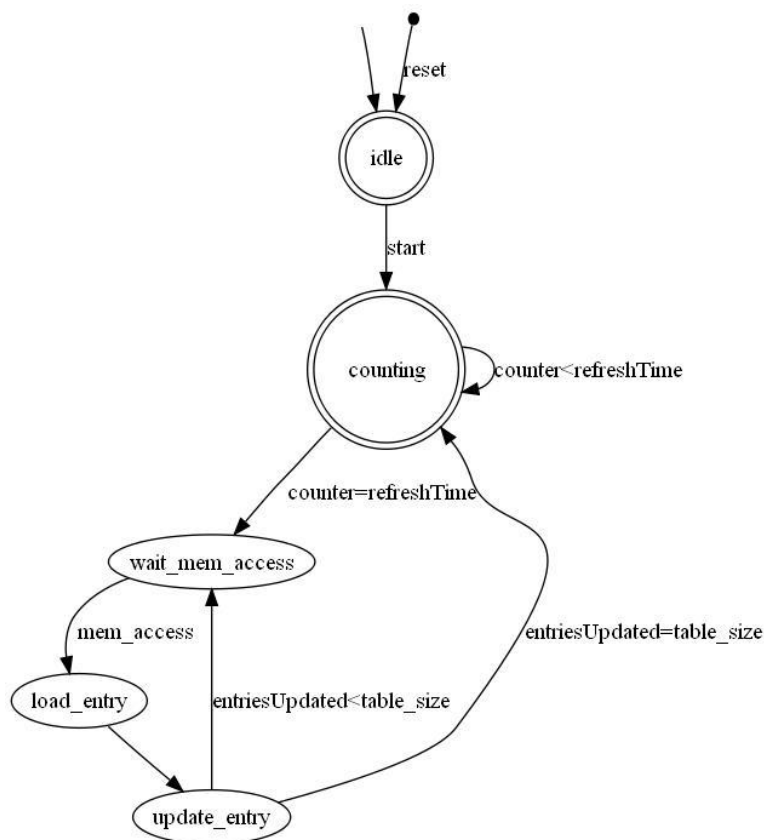 reset
idle
start
counting
counter<refreshTime
counter=refreshTime
wait_mem_access
mem_access
entriesUpdated=table_size
load_entry
entriesUpdated<table_size
update_entry